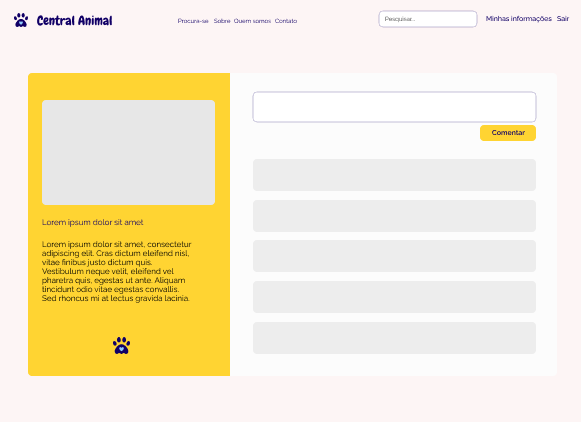 Central Animal
Procura-se Sobre Quem somos Contato
Pesquisar..
Minhas informações Sair
Comentar
Lorem ipsum dolor sit amet
Lorem ipsum dolor sit amet, consectetur
adipiscing elit. Cras dictum eleifend nisl,
vitae finibus justo dictum quis.
Vestibulum neque velit, eleifend vel
pharetra quis, egestas ut ante. Aliquam
tincidunt odio vitae egestas convallis.
Sed rhoncus mi at lectus gravida lacinia.